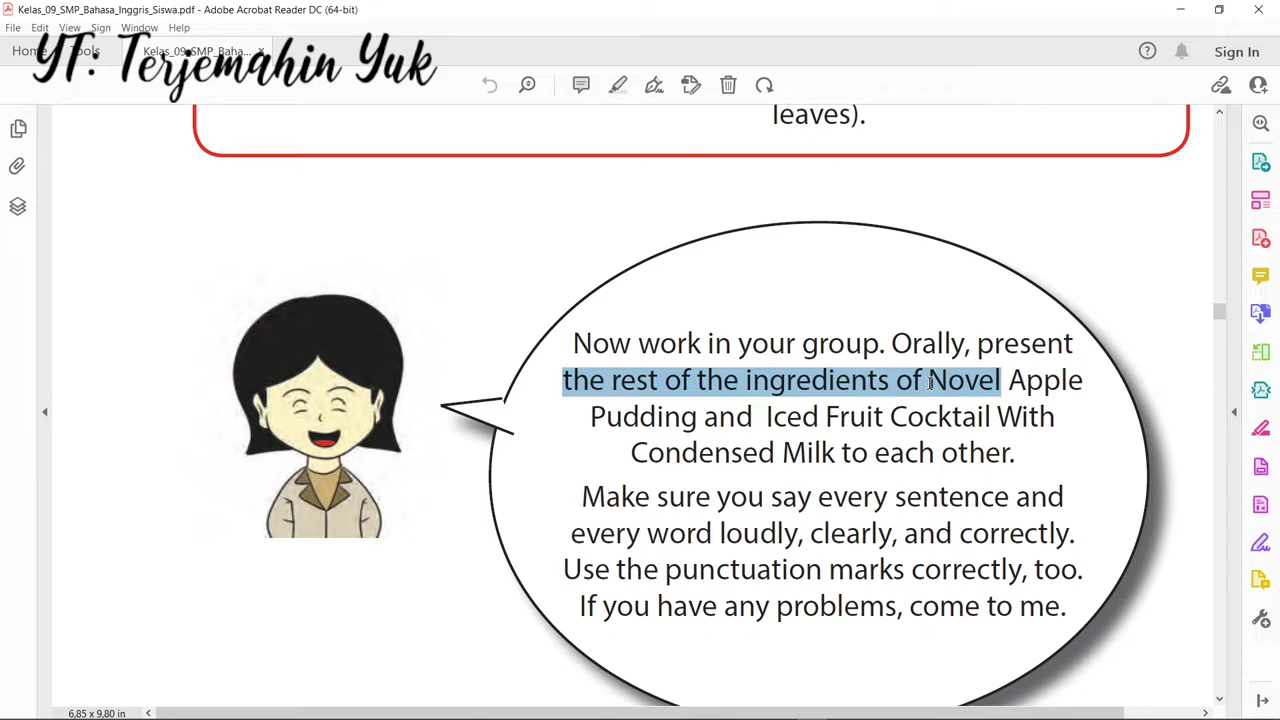 Kelas_09_SMP_Bahasa_Inggris_Siswa.pdf - Adobe Acrobat Reader DC (64-bit)
File Edit View Sign Window Help
Home Tools Kelas_09_SMP_Baha... × Sign In
YT: Terjemahin Yuk
leaves).
Now work in your group. Orally, present
the rest of the ingredients of Novel Apple
Pudding and Iced Fruit Cocktail With
Condensed Milk to each other.
Make sure you say every sentence and
every word loudly, clearly, and correctly.
Use the punctuation marks correctly, too.
If you have any problems, come to me.
6,85 x 9,80 in